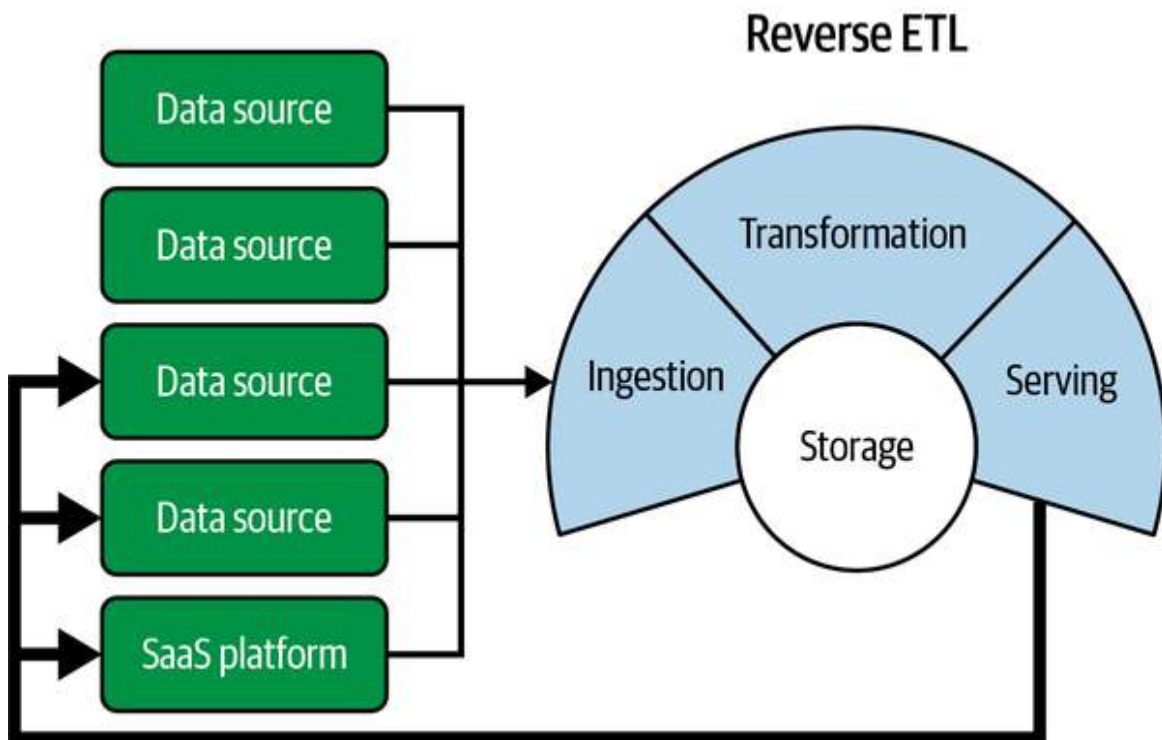 Reverse ETL
Data source
Data source
Data source
Data source
SaaS platform
Ingestion
Transformation
Serving
Storage